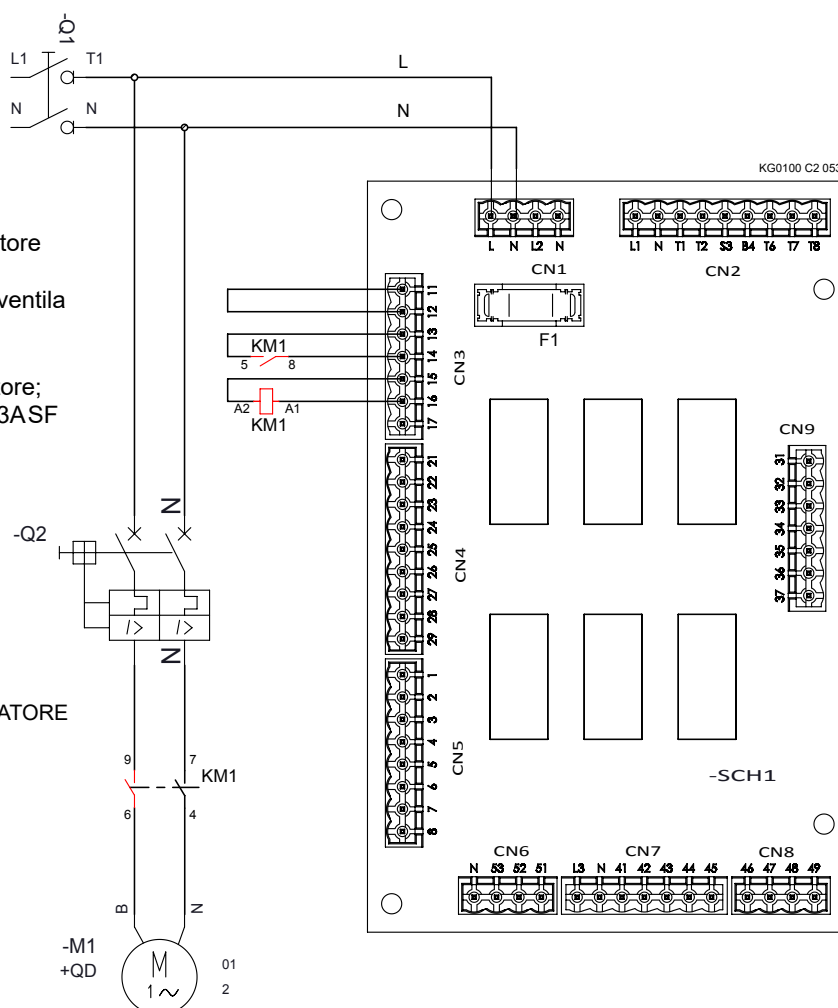 -Q1
L1 T1
L
N N
N
KG0100 C2 053
tore
ventila
ore;
3ASF
L N L2 N
CN1
L1 N T1 T2 S3 B4 T6 T7 T8
CN2
F1
11
12
13
14
15
16
17
CN3
KM1
5 8
A2 A1
KM1
21
22
23
24
25
26
27
28
29
CN4
CN9
31
32
33
34
35
36
37
N
-Q2
I> I>
N
ATORE
1
2
3
4
5
6
7
8
CN5
9 7
KM1
6 4
-SCH1
CN6 CN7 CN8
N 53 52 51 L3 N 41 42 43 44 45 46 47 48 49
B N
-M1
+QD
M
1~
01
2